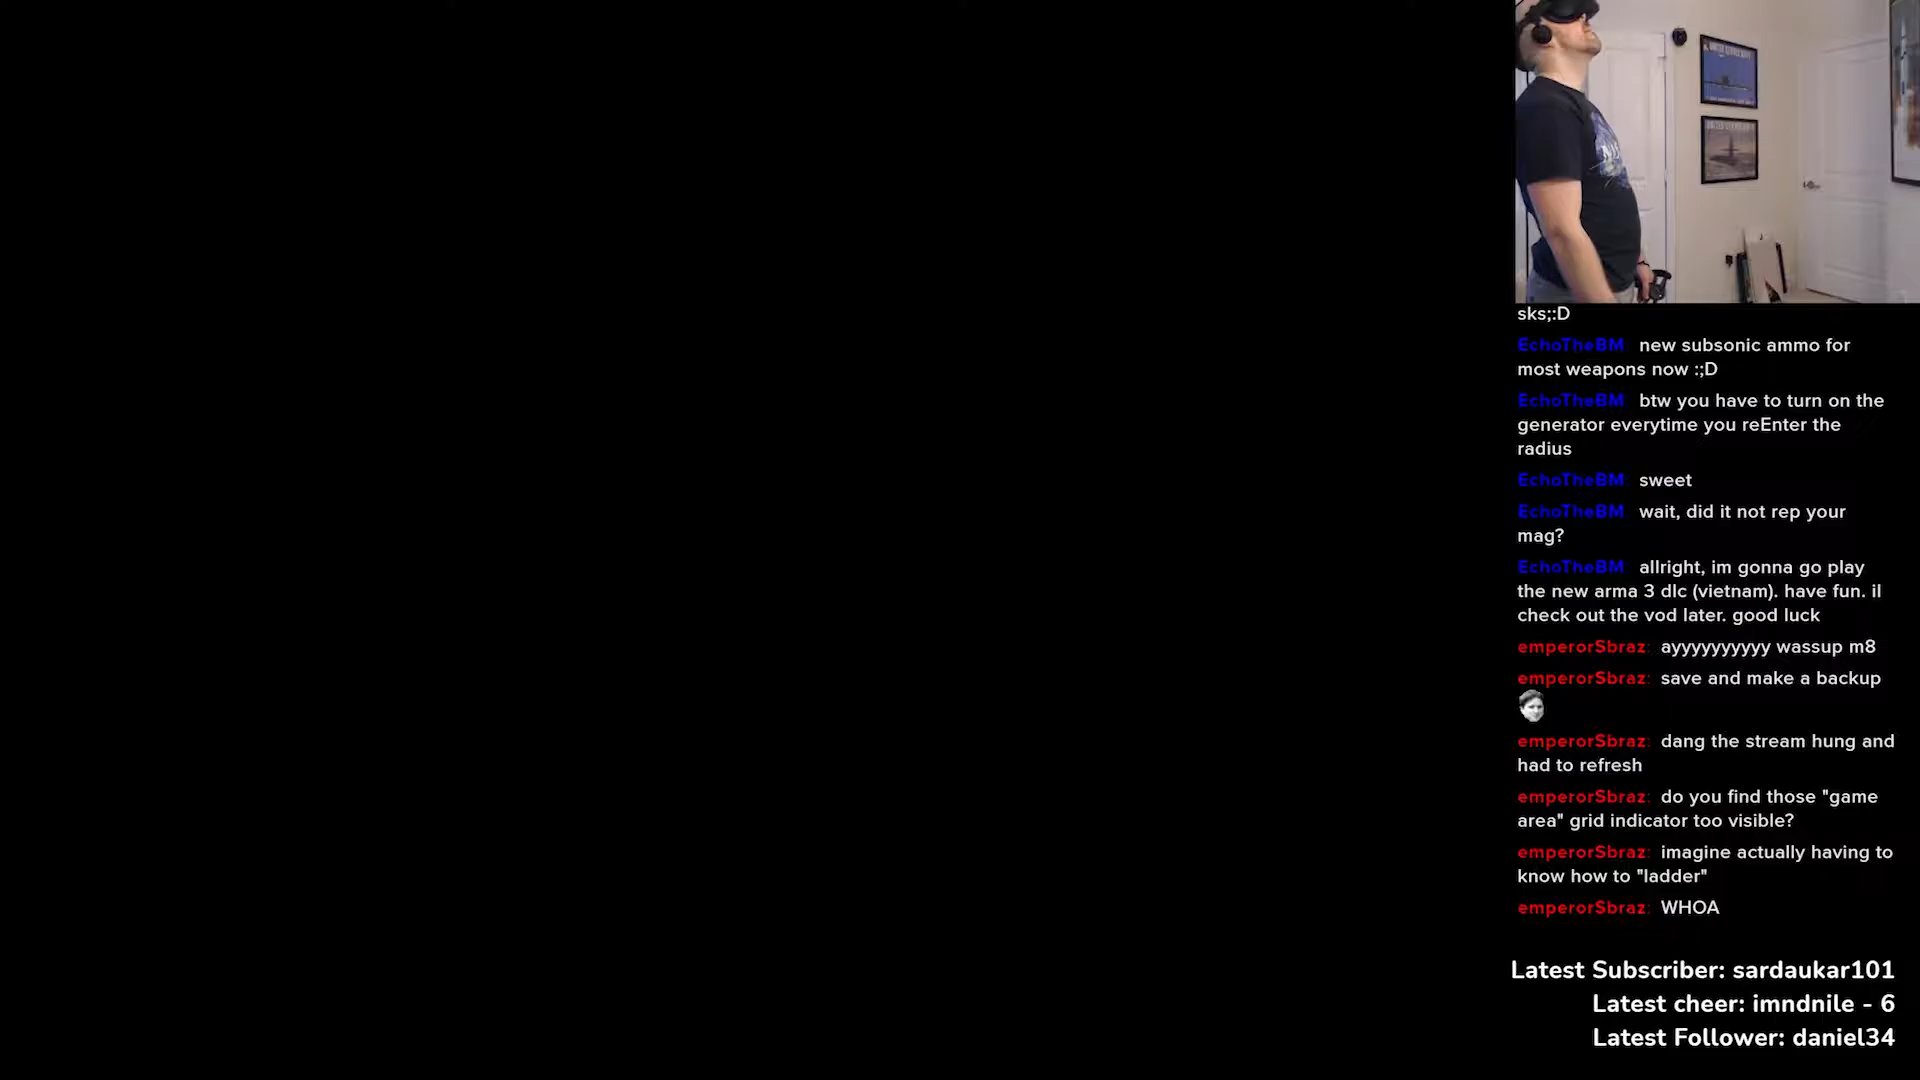 sks;:D
EchoTheBM: new subsonic ammo for
most weapons now :;D
EchoTheBM: btw you have to turn on the
generator everytime you reEnter the
radius
EchoTheBM: sweet
EchoTheBM: wait, did it not rep your
mag?
EchoTheBM: allright, im gonna go play
the new arma 3 dlc (vietnam). have fun. il
check out the vod later. good luck
emperorSbraz: ayyyyyyyyyy wassup m8
emperorSbraz: save and make a backup
emperorSbraz: dang the stream hung and
had to refresh
emperorSbraz: do you find those "game
area" grid indicator too visible?
emperorSbraz: imagine actually having to
know how to "ladder"
emperorSbraz: WHOA
Latest Subscriber: sardaukar101
Latest cheer: imndnile - 6
Latest Follower: daniel34